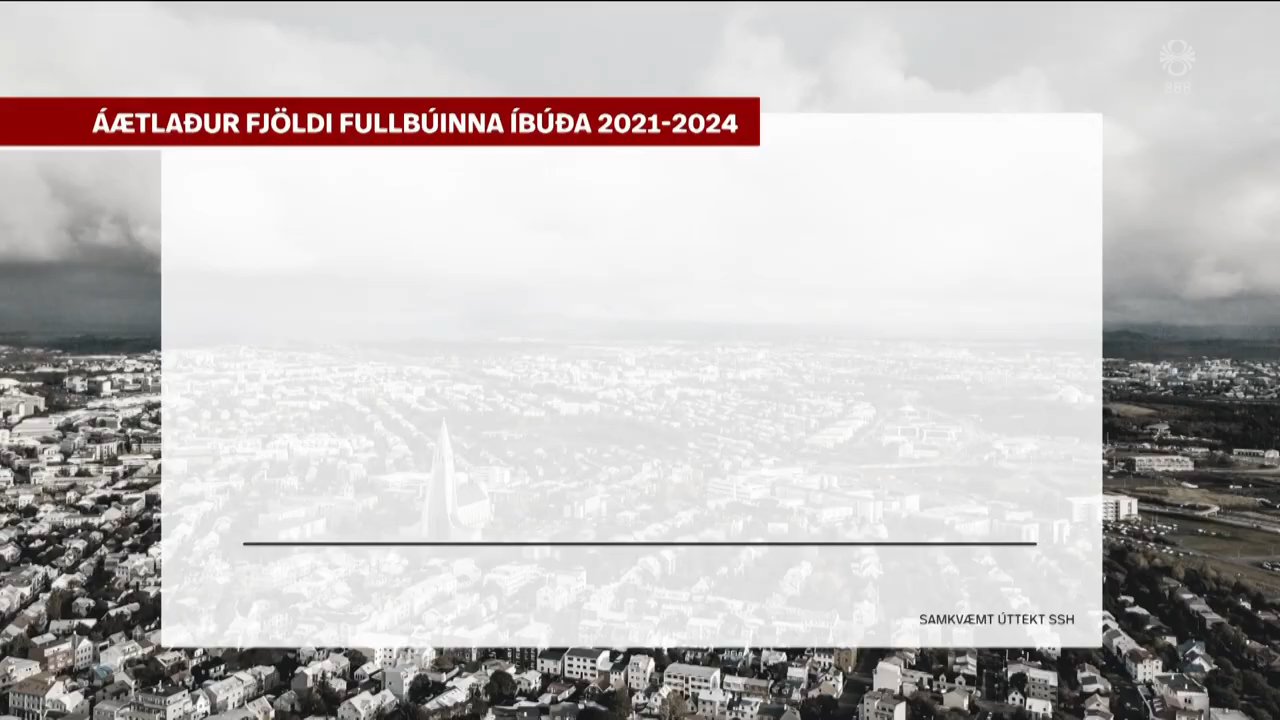 ÁÆTLAÐUR FJÖLDI FULLBÚINNA ÍBÚÐA 2021-2024
SAMKVÆMT ÚTTEKT SSH